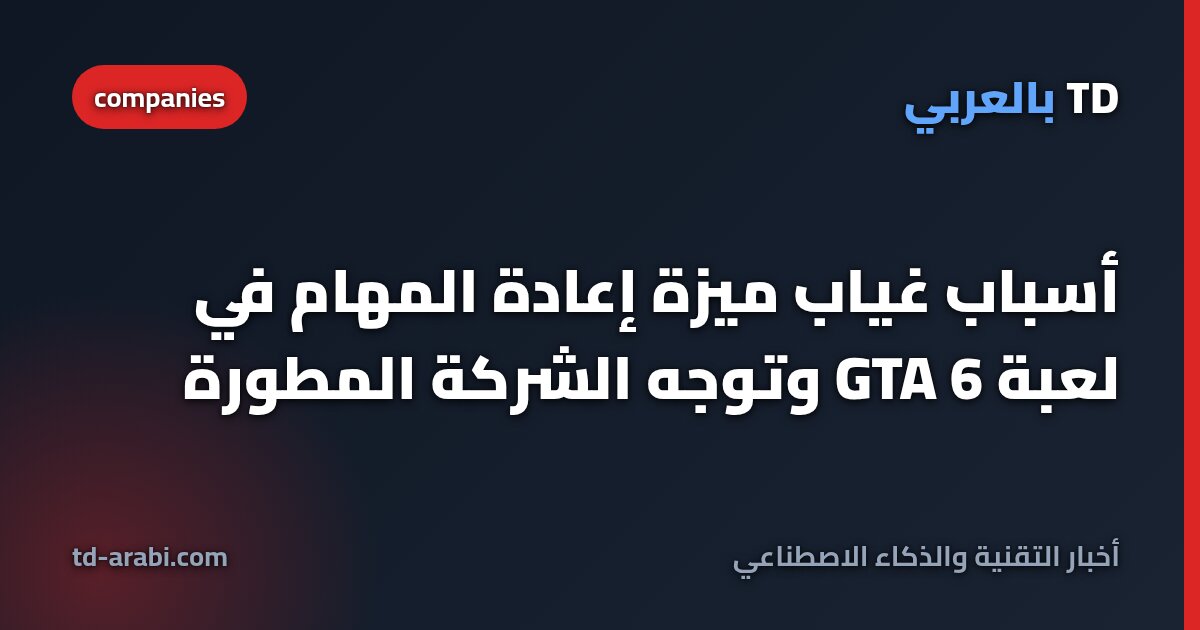 TD بالعربي
companies
أسباب غياب ميزة إعادة المهام في
لعبة GTA 6 وتوجه الشركة المطورة
أخبار التقنية والذكاء الاصطناعي
td-arabi.com